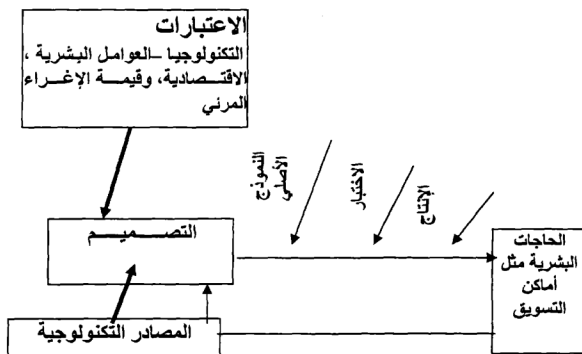 الاعتبارات
التكنولوجيا –العوامل البشرية ،
الاقتصادية، وقيمة الإغراء
المرئي
النموذج
الأصلي
الاختبار
الإنتاج
التصميم
الحاجات
البشرية مثل
أماكن
التسويق
المصادر التكنولوجية